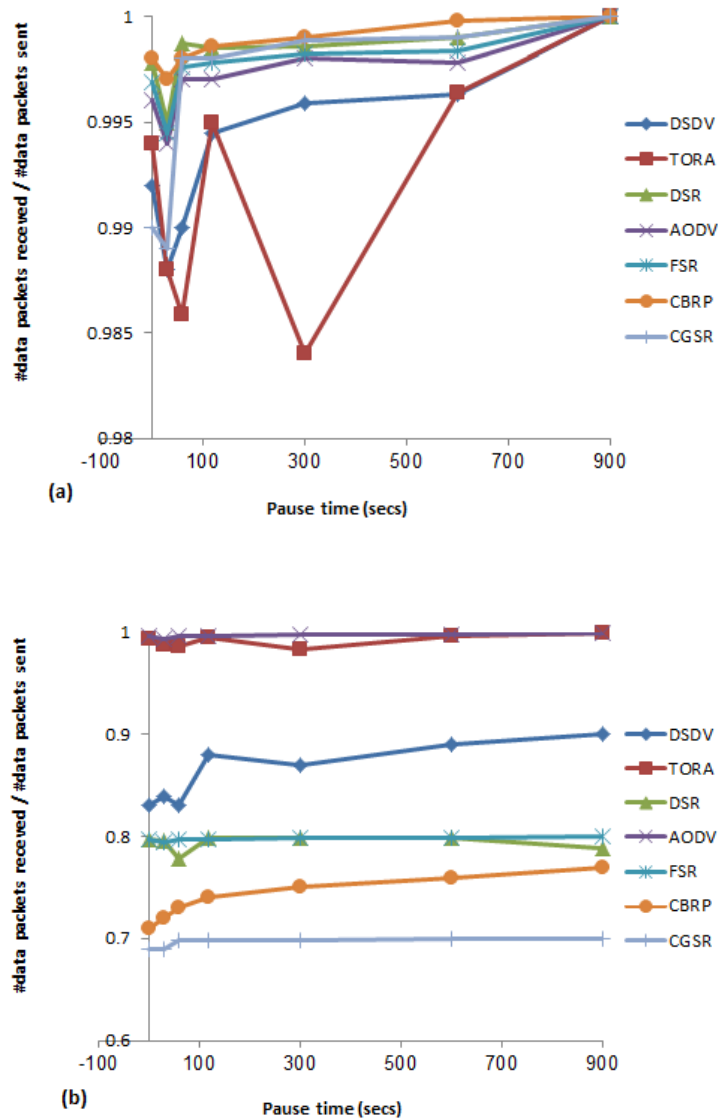 #data packets receved / #data packets sent
1
0.995
0.99
0.985
0.98
-100 100 300 500 700 900
Pause time (secs)
(a)
DSDV
TORA
DSR
AODV
FSR
CBRP
CGSR
#data packets receved / #data packets sent
1
0.9
0.8
0.7
0.6
-100 100 300 500 700 900
Pause time (secs)
(b)
DSDV
TORA
DSR
AODV
FSR
CBRP
CGSR